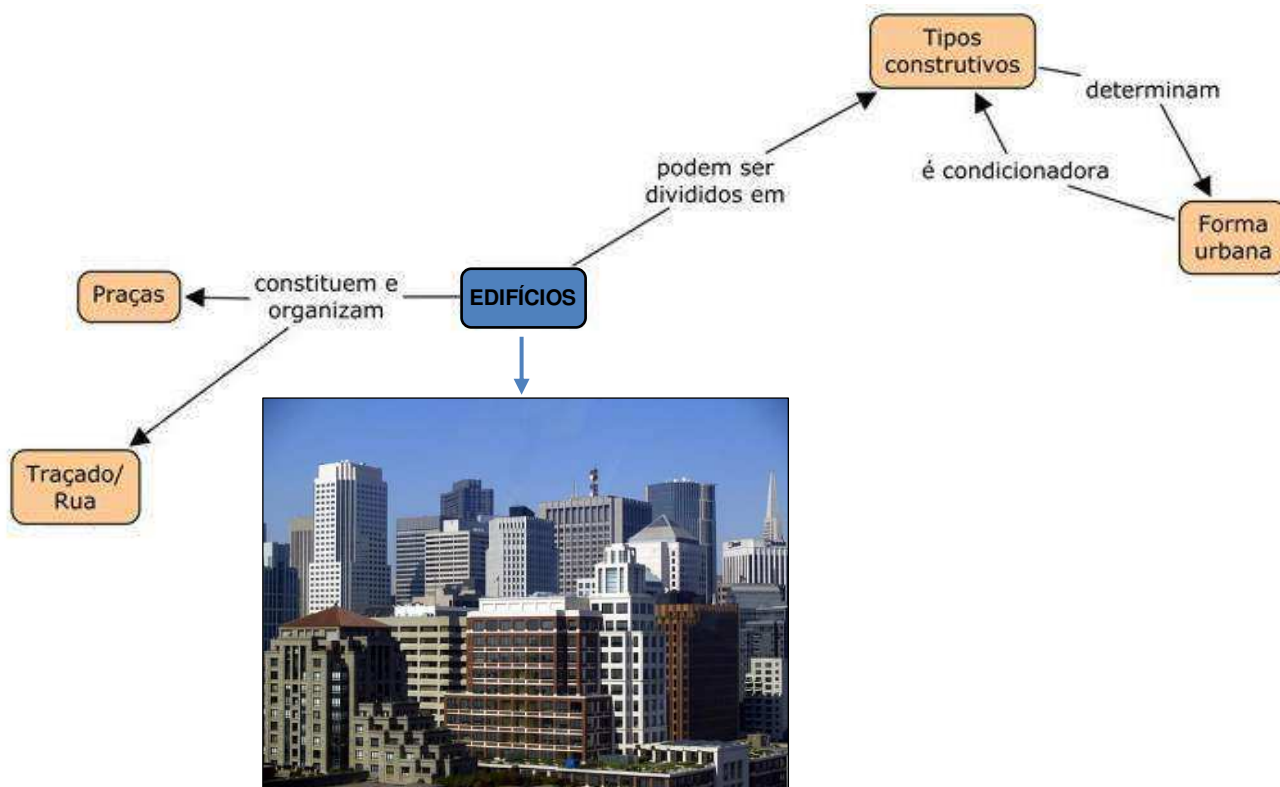 Tipos
construtivos
determinam
podem ser
divididos em
é condicionadora
Forma
urbana
Praças
constituem e
organizam
EDIFÍCIOS
Traçado/
Rua